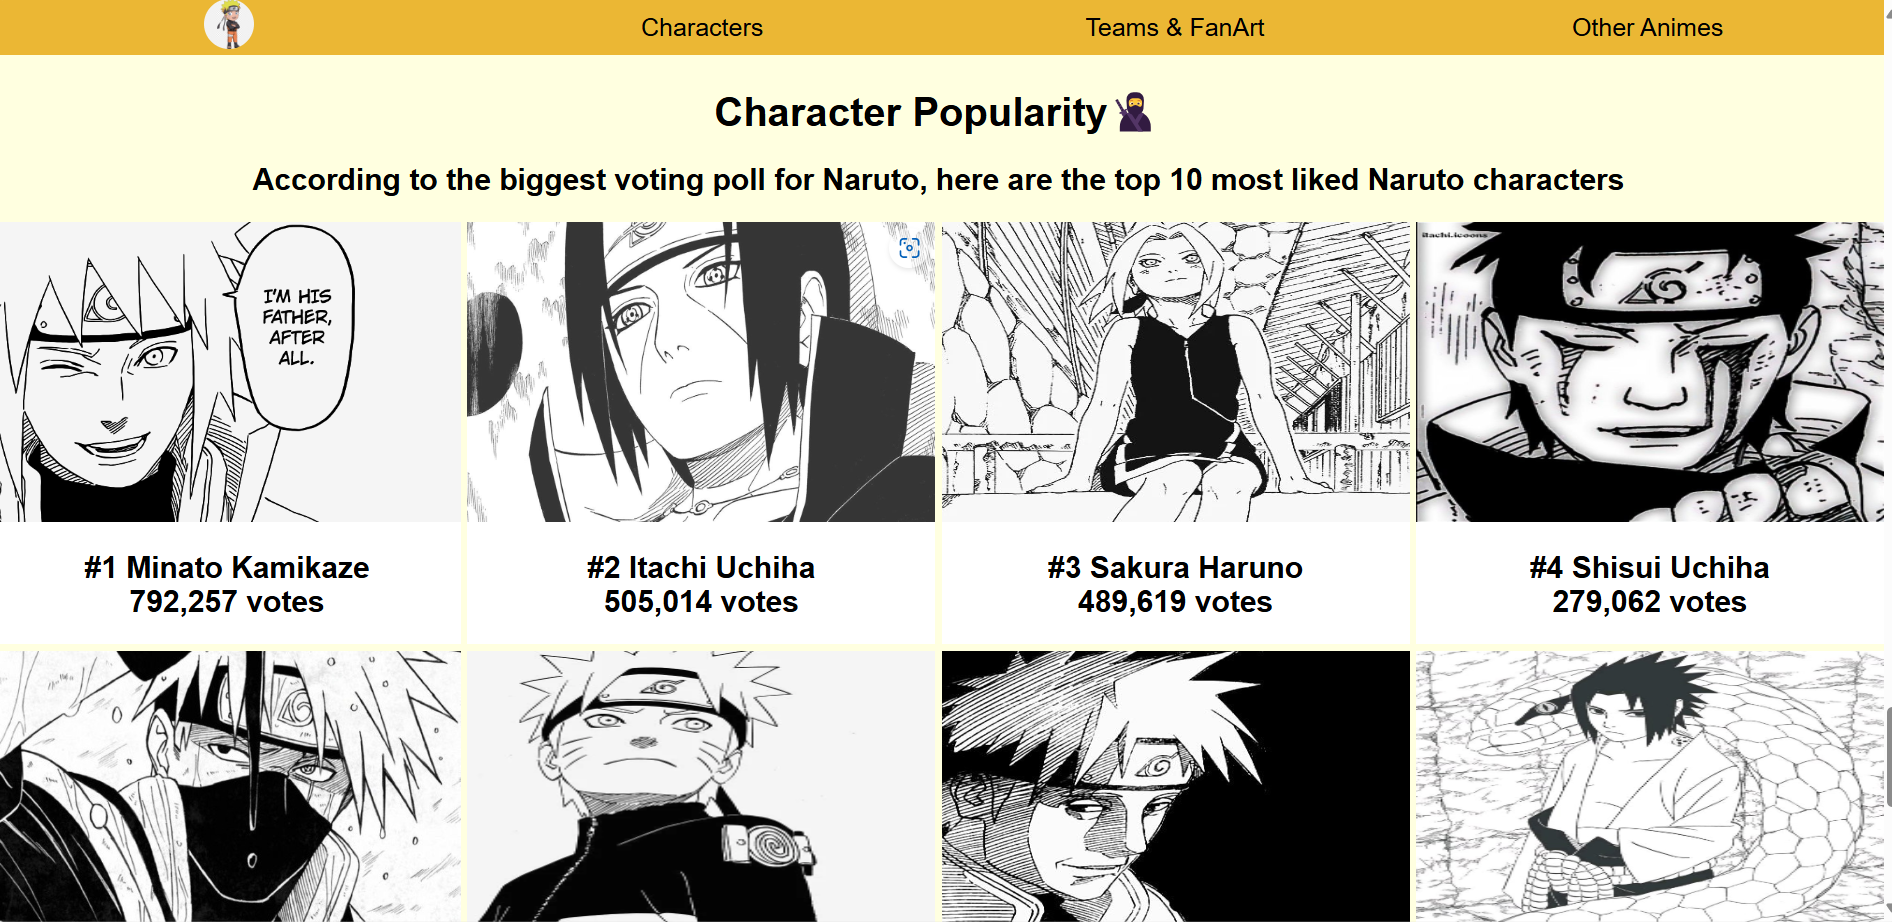 Characters
Teams & FanArt
Other Animes
Character Popularity🥷
According to the biggest voting poll for Naruto, here are the top 10 most liked Naruto characters
I'M HIS
FATHER,
AFTER
ALL.
itachi.icoons
#1 Minato Kamikaze
792,257 votes
#2 Itachi Uchiha
505,014 votes
#3 Sakura Haruno
489,619 votes
#4 Shisui Uchiha
279,062 votes